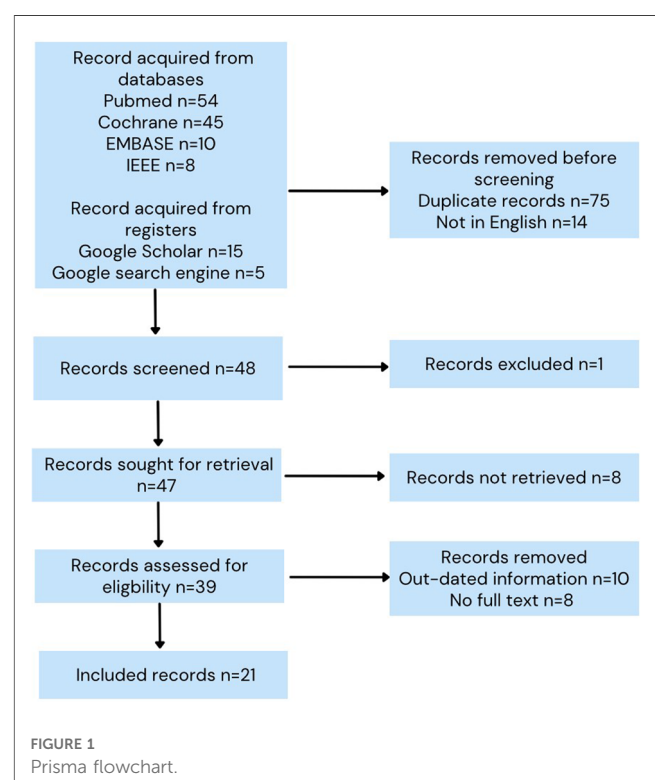 Record acquired from
databases
Pubmed n=54
Cochrane n=45
EMBASE n=10
IEEE n=8
Record acquired from
registers
Google Scholar n=15
Google search engine n=5
Records removed before
screening
Duplicate records n=75
Not in English n=14
Records screened n=48
Records excluded n=1
Records sought for retrieval
n=47
Records not retrieved n=8
Records assessed for
eligbility n=39
Records removed
Out-dated information n=10
No full text n=8
Included records n=21
FIGURE 1
Prisma flowchart.